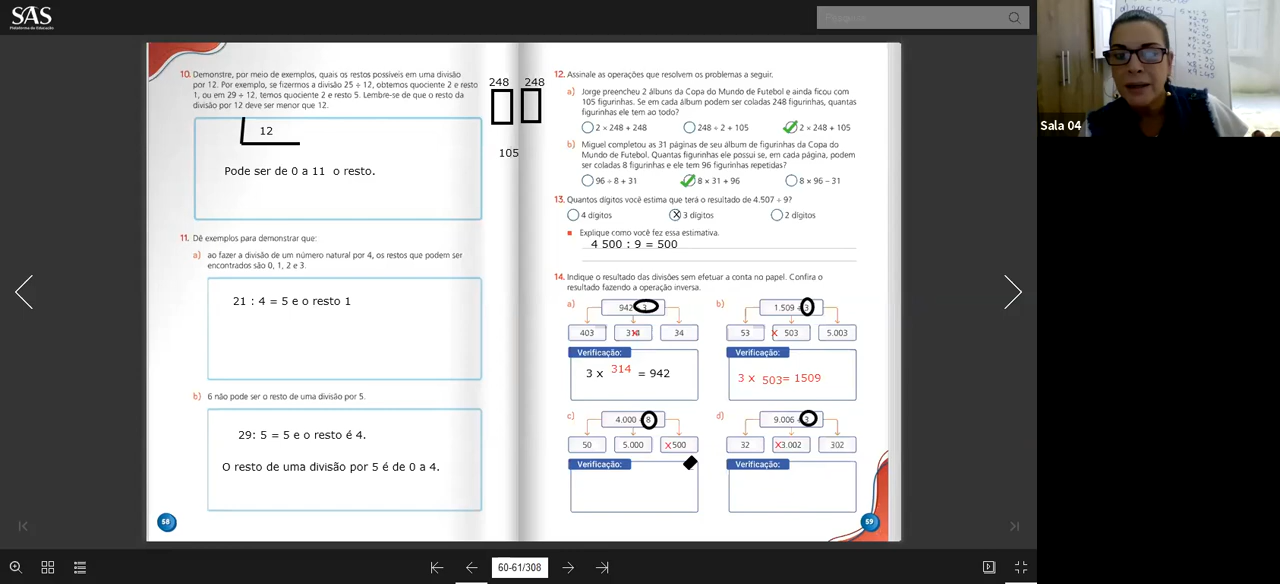 SAS
Plataforma de Educação
Pesquisar
10. Demonstre, por meio de exemplos, quais os restos possíveis em uma divisão
por 12. Por exemplo, se fizermos a divisão 25 ÷ 12, obtemos quociente 2 e resto
1, ou em 29 ÷ 12, temos quociente 2 e resto 5. Lembre-se de que o resto da
divisão por 12 deve ser menor que 12.
12
Pode ser de 0 a 11 o resto.
11. Dê exemplos para demonstrar que:
a) ao fazer a divisão de um número natural por 4, os restos que podem ser
encontrados são 0, 1, 2 e 3.
21 : 4 = 5 e o resto 1
b) 6 não pode ser o resto de uma divisão por 5.
29: 5 = 5 e o resto é 4.
O resto de uma divisão por 5 é de 0 a 4.
58
248 248
105
12. Assinale as operações que resolvem os problemas a seguir.
a) Jorge preencheu 2 álbuns da Copa do Mundo de Futebol e ainda ficou com
105 figurinhas. Se em cada álbum podem ser coladas 248 figurinhas, quantas
figurinhas ele tem ao todo?
2 × 248 + 248 248 ÷ 2 + 105 2 × 248 + 105
b) Miguel completou as 31 páginas de seu álbum de figurinhas da Copa do
Mundo de Futebol. Quantas figurinhas ele possui se, em cada página, podem
ser coladas 8 figurinhas e ele tem 96 figurinhas repetidas?
96 ÷ 8 + 31 8 × 31 + 96 8 × 96 – 31
13. Quantos dígitos você estima que terá o resultado de 4.507 ÷ 9?
4 dígitos X 3 dígitos 2 dígitos
Explique como você fez essa estimativa.
4 500 : 9 = 500
14. Indique o resultado das divisões sem efetuar a conta no papel. Confira o
resultado fazendo a operação inversa.
a) 942 ÷ 3
403 314 34
Verificação:
3 x 314 = 942
b) 1.509 ÷ 3
53 x 503 5.003
Verificação:
3 x 503= 1509
c) 4.000 ÷ 8
50 5.000 x 500
Verificação:
d) 9.006 ÷ 3
32 x 3.002 302
Verificação:
59
60-61/308
Sala 04